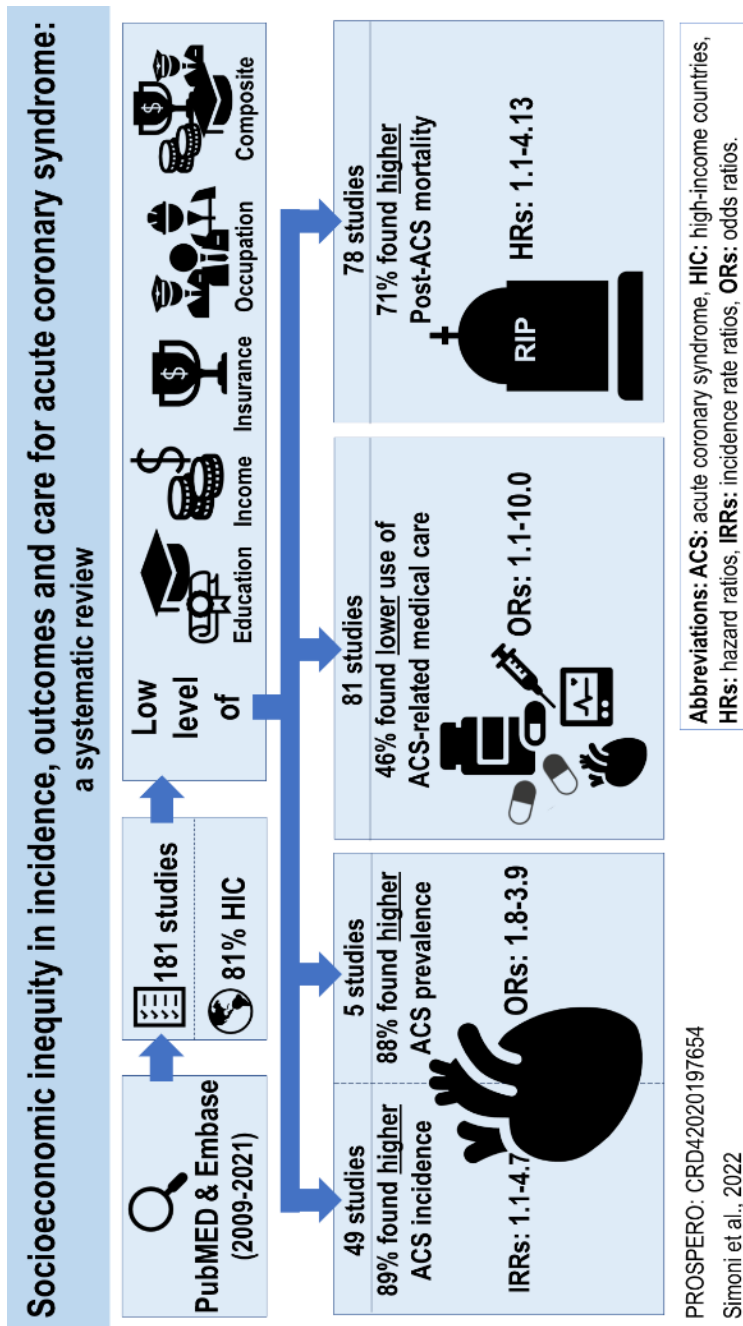 Socioeconomic inequity in incidence, outcomes and care for acute coronary syndrome:
a systematic review
PubMED & Embase
(2009-2021)
181 studies
81% HIC
Low
level
of
Education
Income
$
Insurance
$
Occupation
Composite
$
49 studies
89% found higher
ACS incidence
IRRs: 1.1-4.7
5 studies
88% found higher
ACS prevalence
ORs: 1.8-3.9
81 studies
46% found lower use of
ACS-related medical care
ORs: 1.1-10.0
78 studies
71% found higher
Post-ACS mortality
HRs: 1.1-4.13
RIP
PROSPERO: CRD42020197654
Simoni et al., 2022
Abbreviations: ACS: acute coronary syndrome, HIC: high-income countries,
HRs: hazard ratios, IRRs: incidence rate ratios, ORs: odds ratios.